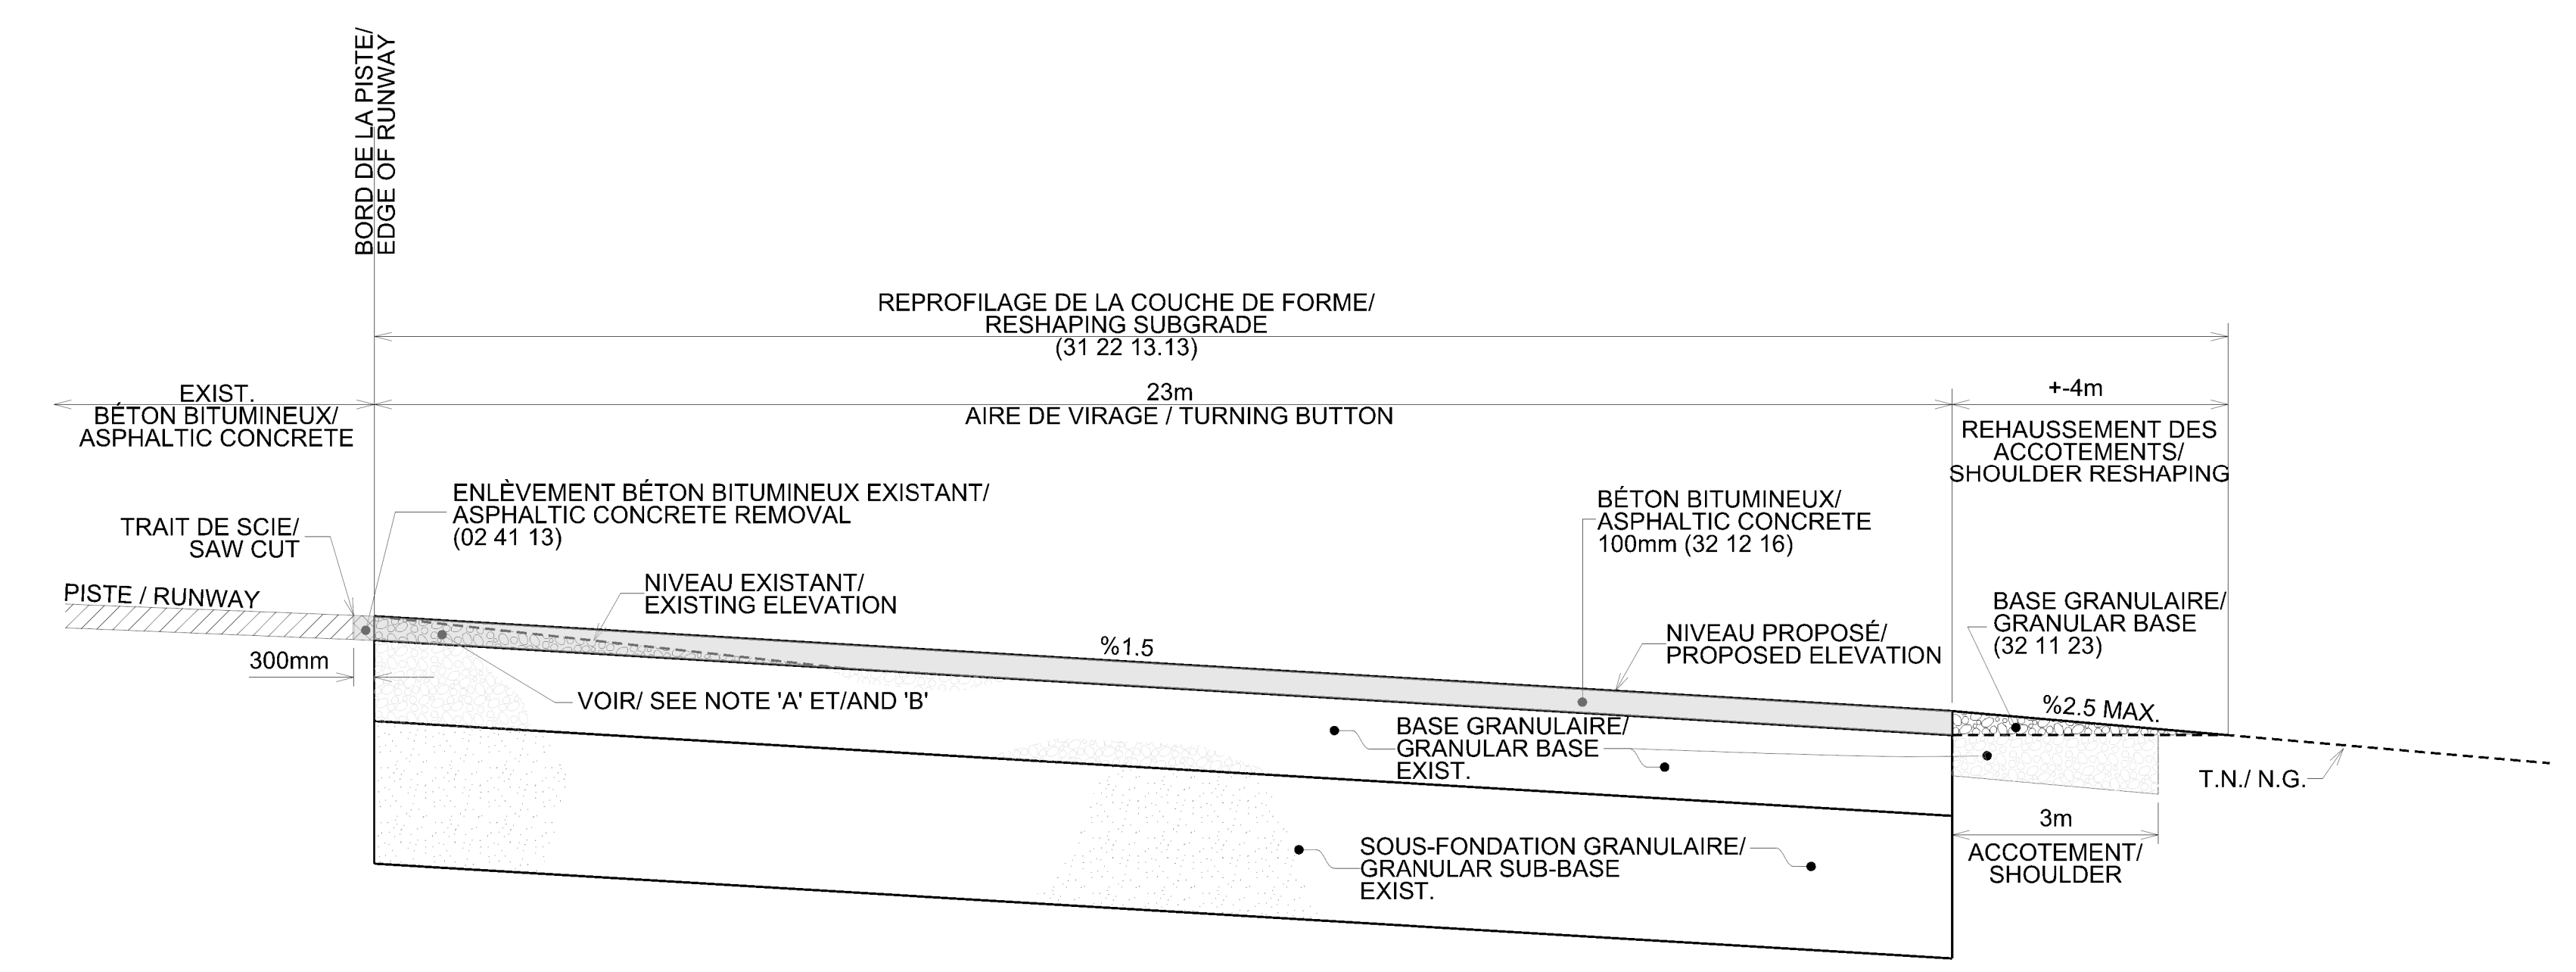 BORD DE LA PISTE/
EDGE OF RUNWAY
REPROFILAGE DE LA COUCHE DE FORME/
RESHAPING SUBGRADE
(31 22 13.13)
EXIST.
BÉTON BITUMINEUX/
ASPHALTIC CONCRETE
23m
AIRE DE VIRAGE / TURNING BUTTON
+-4m
REHAUSSEMENT DES
ACCOTEMENTS/
SHOULDER RESHAPING
ENLÈVEMENT BÉTON BITUMINEUX EXISTANT/
ASPHALTIC CONCRETE REMOVAL
(02 41 13)
TRAIT DE SCIE/
SAW CUT
BÉTON BITUMINEUX/
ASPHALTIC CONCRETE
100mm (32 12 16)
PISTE / RUNWAY
NIVEAU EXISTANT/
EXISTING ELEVATION
BASE GRANULAIRE/
GRANULAR BASE
(32 11 23)
%1.5
NIVEAU PROPOSÉ/
PROPOSED ELEVATION
300mm
VOIR/ SEE NOTE 'A' ET/AND 'B'
%2.5 MAX.
BASE GRANULAIRE/
GRANULAR BASE
EXIST.
T.N./ N.G.
3m
ACCOTEMENT/
SHOULDER
SOUS-FONDATION GRANULAIRE/
GRANULAR SUB-BASE
EXIST.